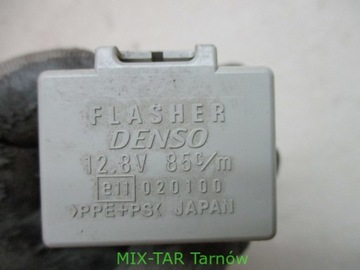 FLASHER
DENSO
12.8V 85c/m
e11 020100
>PPE+PS< JAPAN
MIX-TAR Tarnów